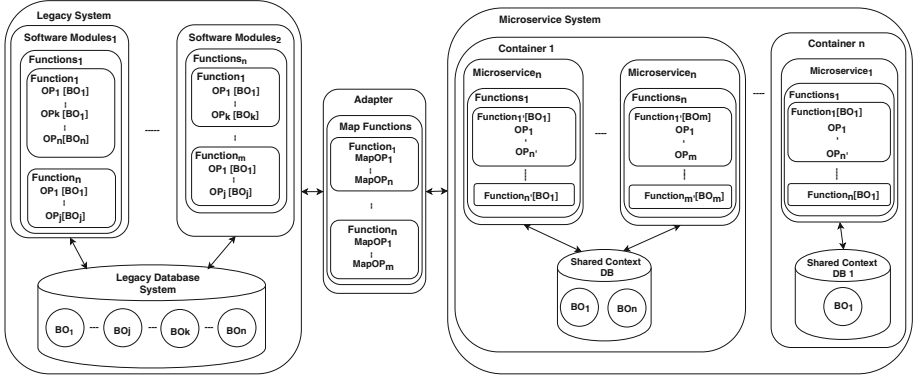 Legacy System
Software Modules1
Functions1
Function1
OP1 [BO1]
OPk [BO1]
OPn[BOn]
Functionn
OP1 [BO1]
OPj[BOj]
Software Modules2
Functionsn
Function1
OP1 [BO1]
OPk [BOk]
Functionm
OP1 [BO1]
OPj [BOj]
Legacy Database
System
BO1
BOj
BOk
BOn
Adapter
Map Functions
Function1
MapOP1
MapOPn
Functionn
MapOP1
MapOPm
Microservice System
Container 1
Microservicen
Functions1
Function1'[BO1]
OP1
OPn'
Functionn'[BO1]
Microservicen
Functionsn
Function1'[BOm]
OP1
OPm
Functionm'[BOm]
Shared Context
DB
BO1
BOn
Container n
Microservice1
Functions1
Function1[BO1]
OP1
OPn'
Functionn[BO1]
Shared Context
DB 1
BO1